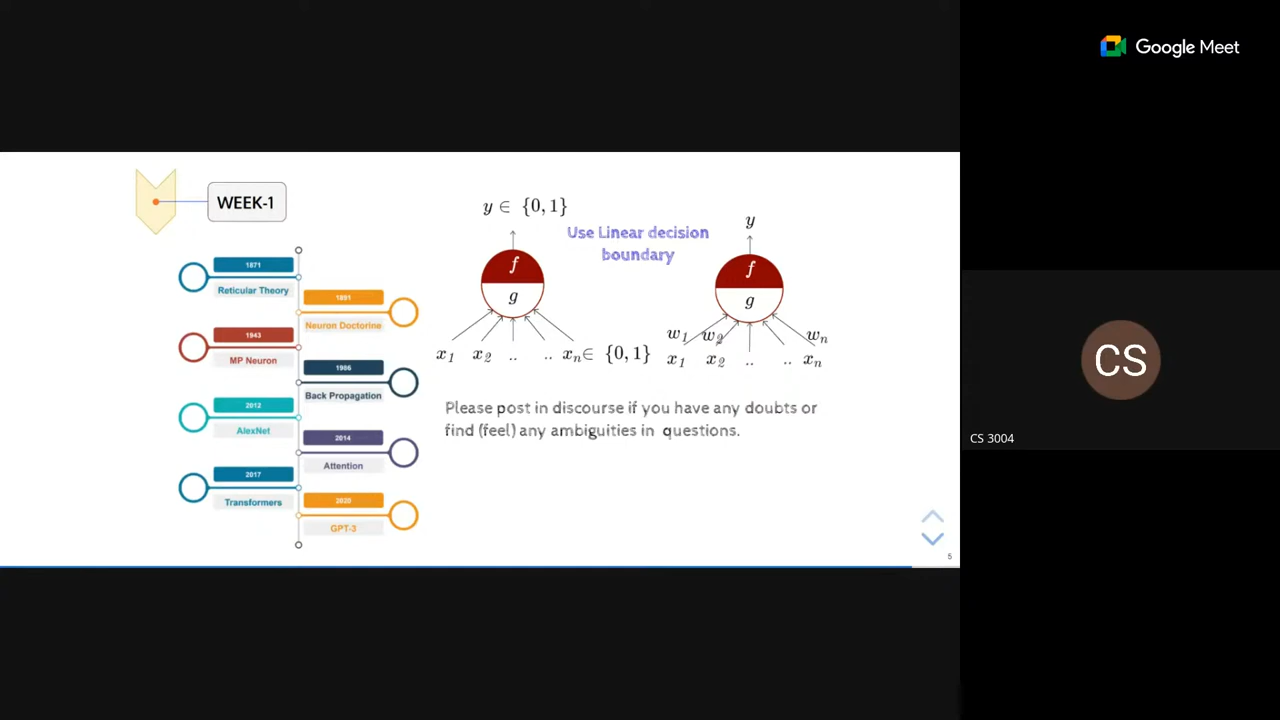 Google Meet
WEEK-1
1871
Reticular Theory
1891
Neuron Doctorine
1943
MP Neuron
1986
Back Propagation
2012
AlexNet
2014
Attention
2017
Transformers
2020
GPT-3
y ∈ {0, 1}
f
g
x₁ x₂ .. .. xₙ ∈ {0, 1}
Use Linear decision
boundary
y
f
g
w₁ w₂ wₙ
x₁ x₂ .. .. xₙ
Please post in discourse if you have any doubts or
find (feel) any ambiguities in questions.
5
CS
CS 3004